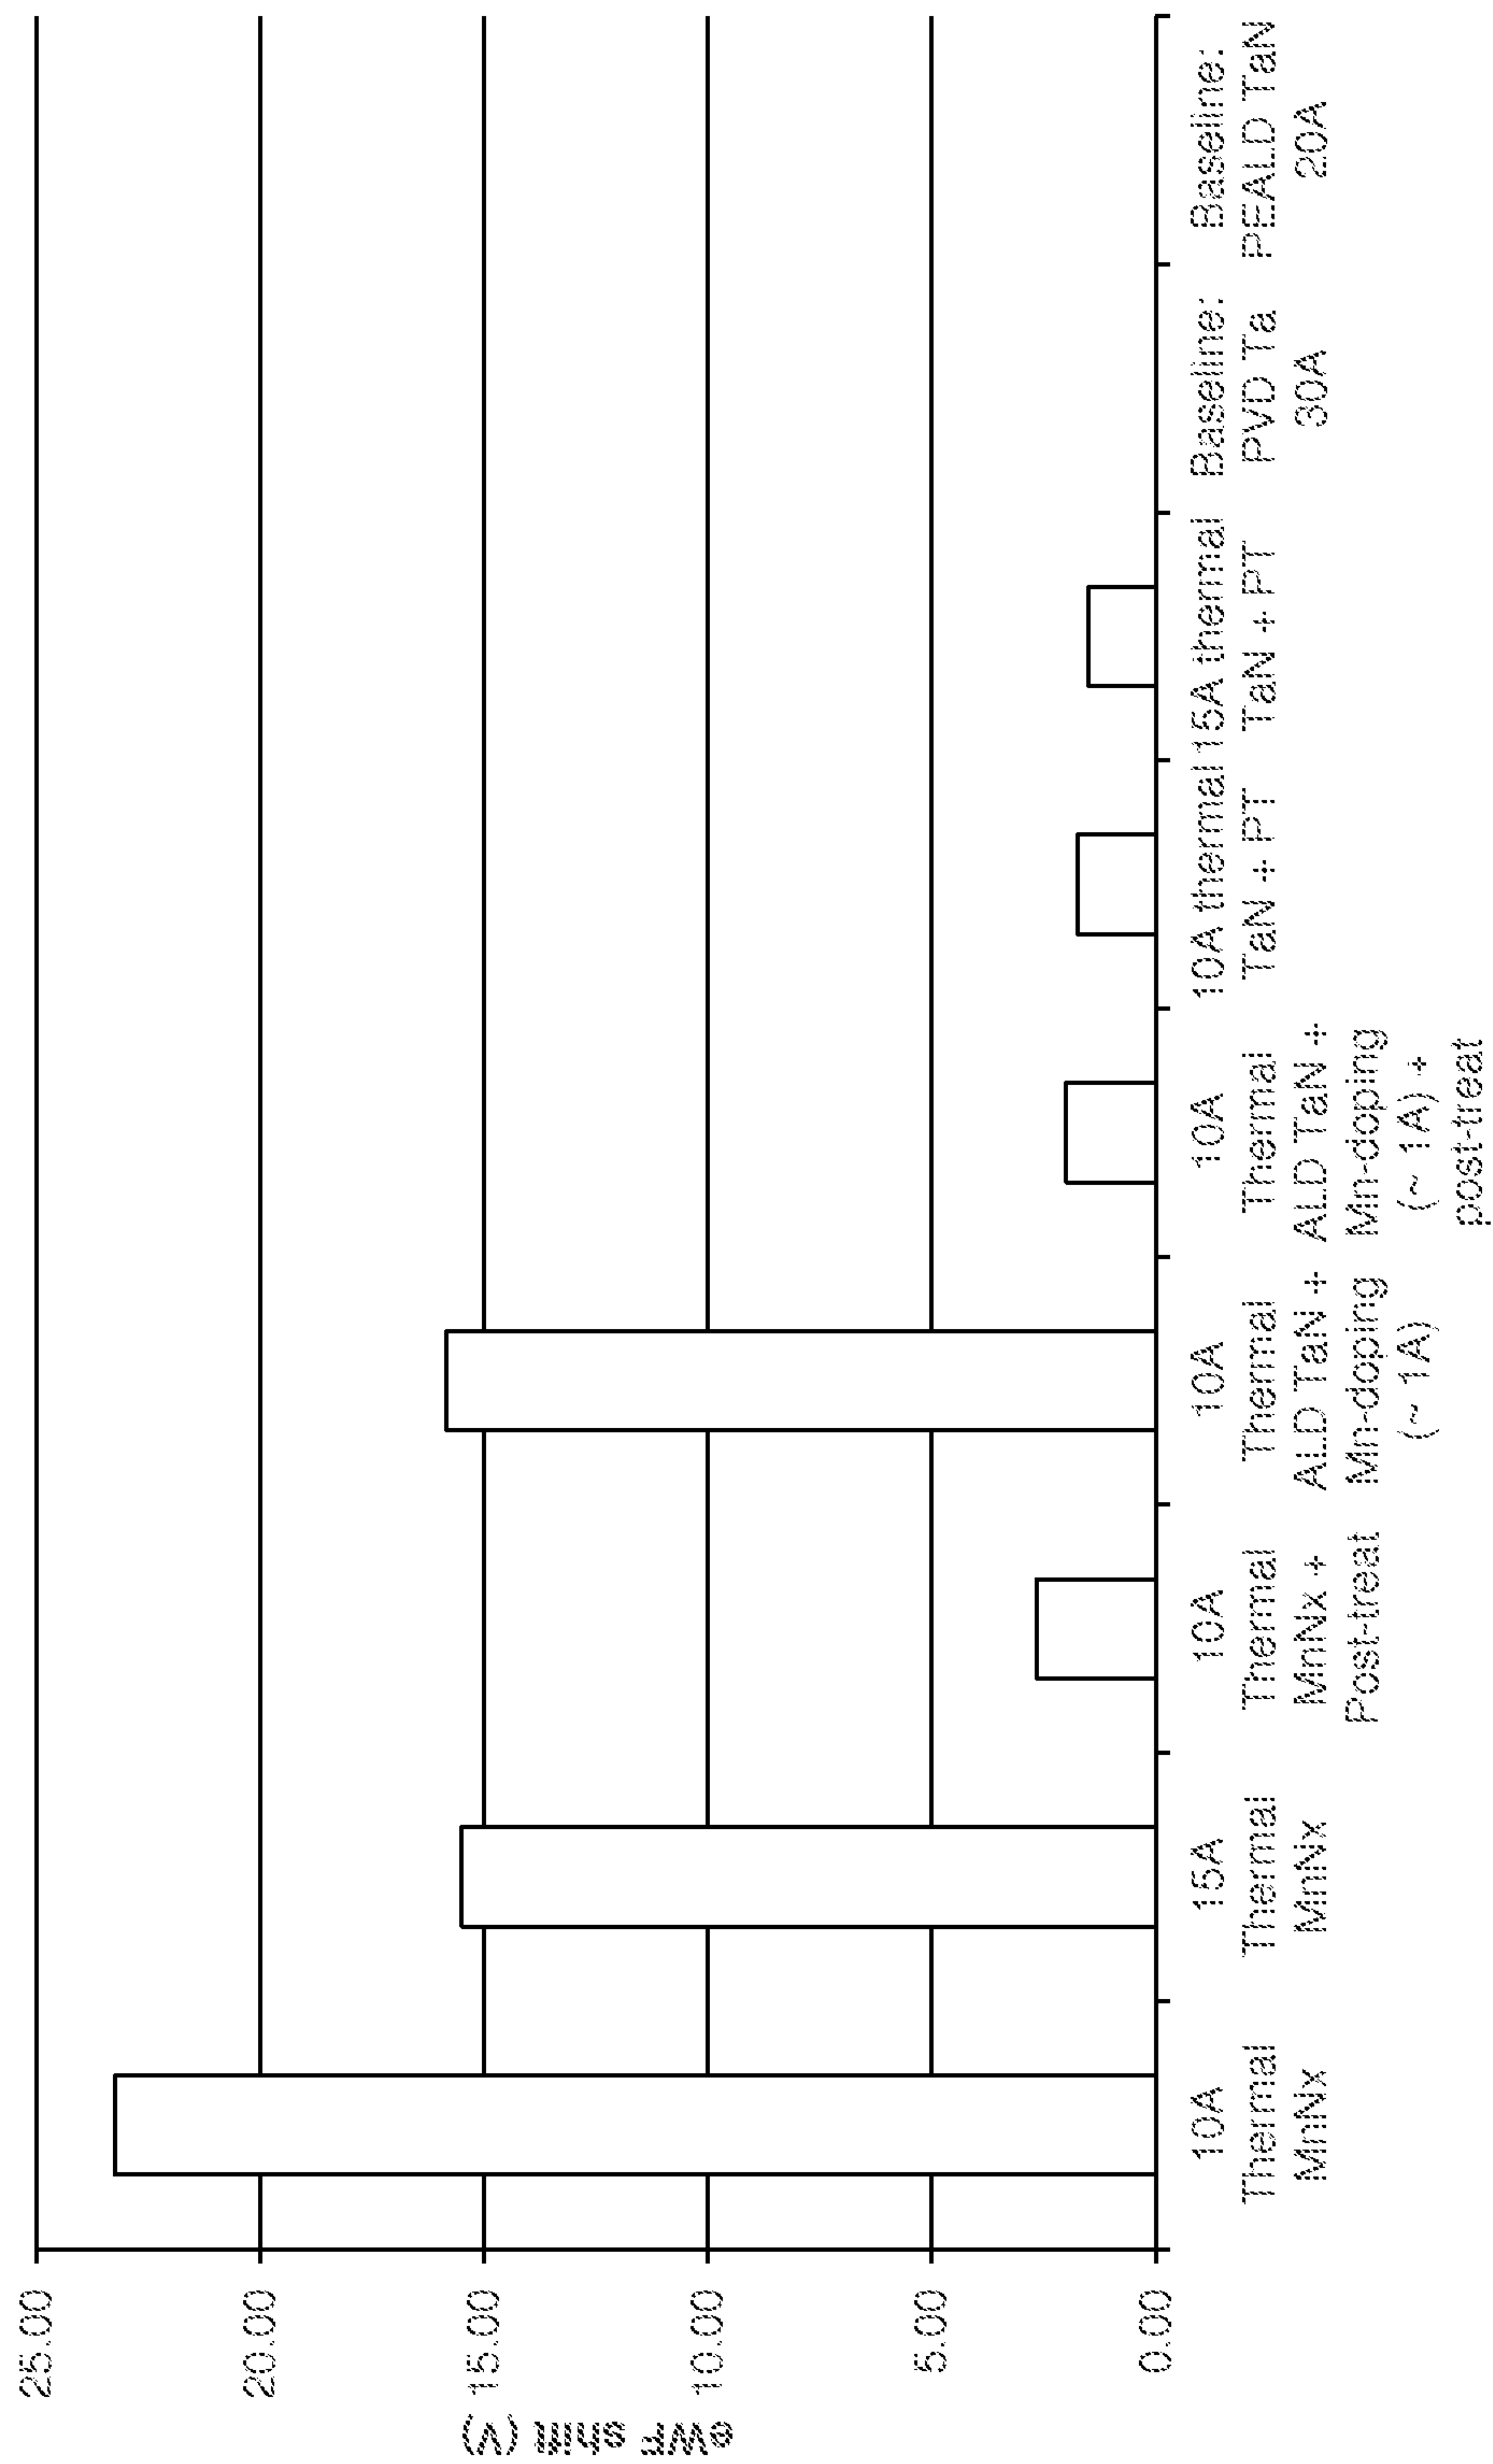 eWF shift (V)
25.00
20.00
15.00
10.00
5.00
0.00
10A
Thermal
MnNx
15A
Thermal
MnNx
10A
Thermal
MnNx +
Post-treat
10A
Thermal
ALD TaN +
Mn-doping
(~ 1A)
10A
Thermal
ALD TaN +
Mn-doping
(~ 1A) +
post-treat
10A thermal
TaN + PT
15A thermal
TaN + PT
Baseline:
PVD Ta
30A
Baseline:
PEALD TaN
20A